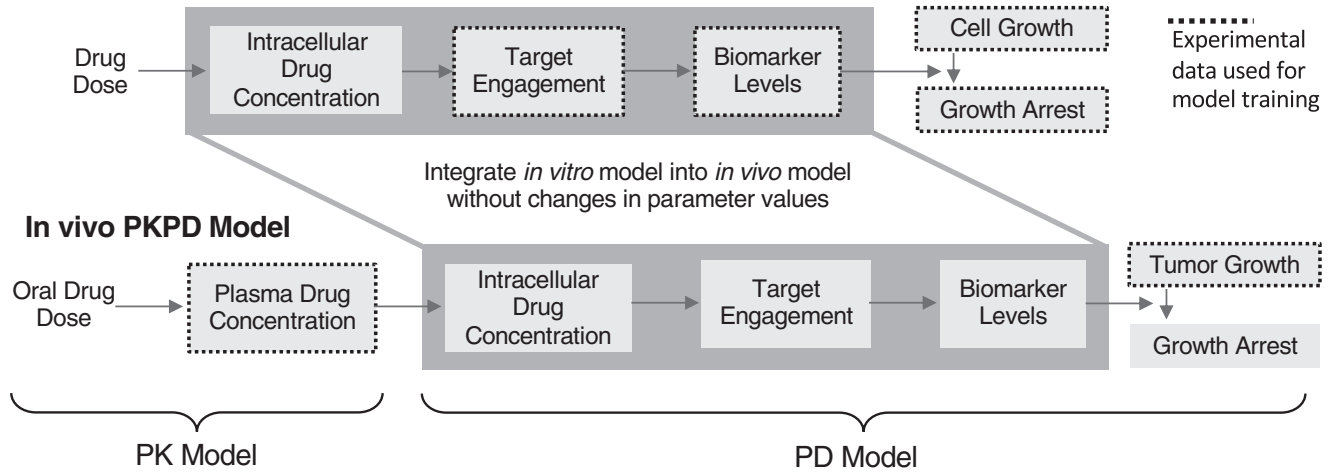 Drug
Dose
Intracellular
Drug
Concentration
Target
Engagement
Biomarker
Levels
Cell Growth
Growth Arrest
Experimental
data used for
model training
Integrate in vitro model into in vivo model
without changes in parameter values
In vivo PKPD Model
Oral Drug
Dose
Plasma Drug
Concentration
Intracellular
Drug
Concentration
Target
Engagement
Biomarker
Levels
Tumor Growth
Growth Arrest
PK Model
PD Model